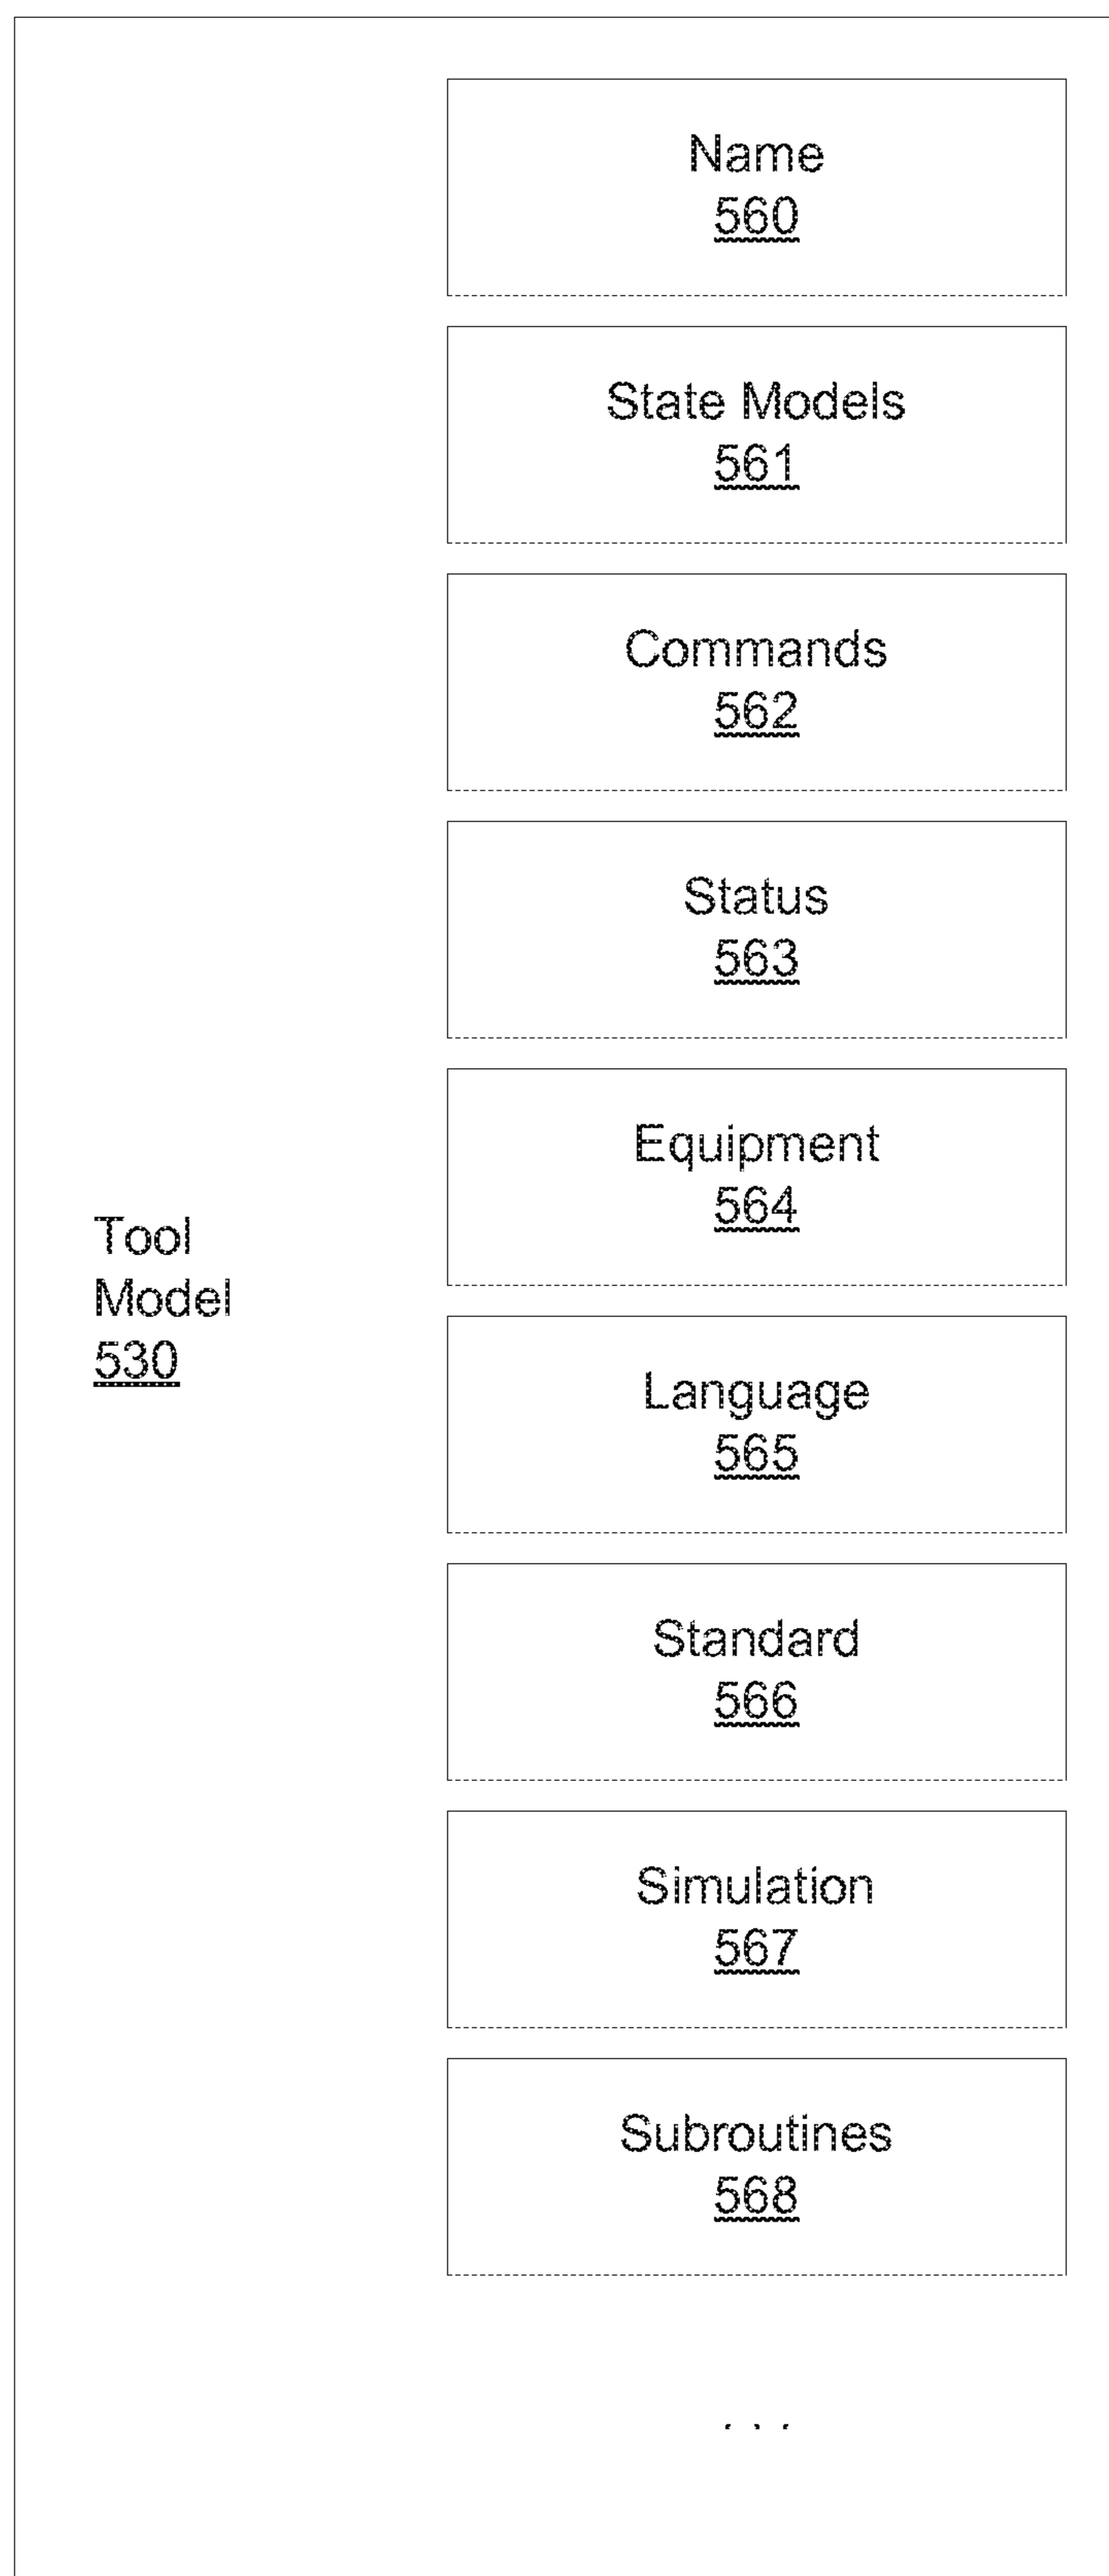 Name
560
State Models
561
Commands
562
Status
563
Equipment
564
Tool
Model
530
Language
565
Standard
566
Simulation
567
Subroutines
568
. . .